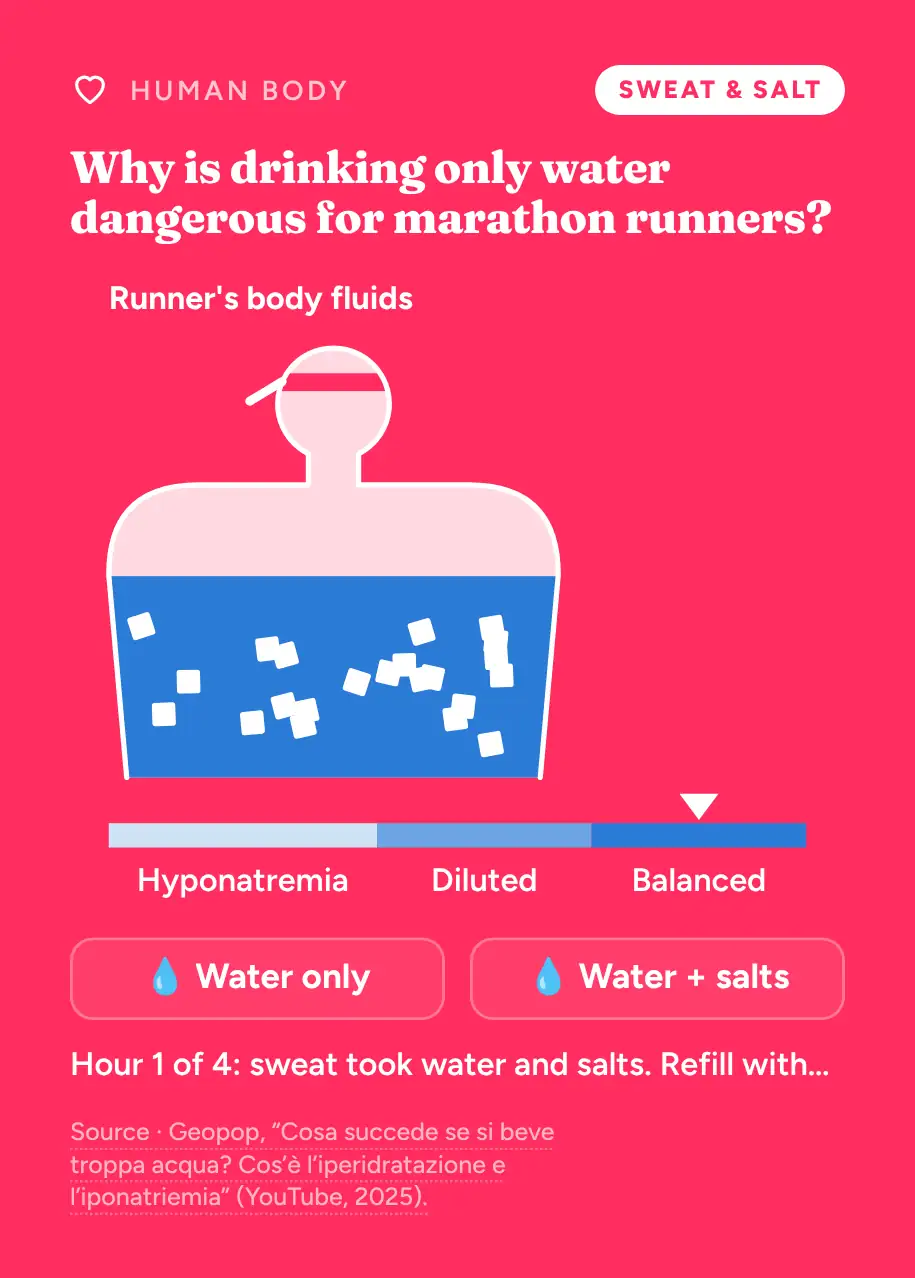 HUMAN BODY
SWEAT & SALT
Why is drinking only water
dangerous for marathon runners?
Runner's body fluids
Hyponatremia
Diluted
Balanced
Water only
Water + salts
Hour 1 of 4: sweat took water and salts. Refill with...
Source · Geopop, “Cosa succede se si beve
troppa acqua? Cos’è l’iperidratazione e
l’iponatriemia” (YouTube, 2025).